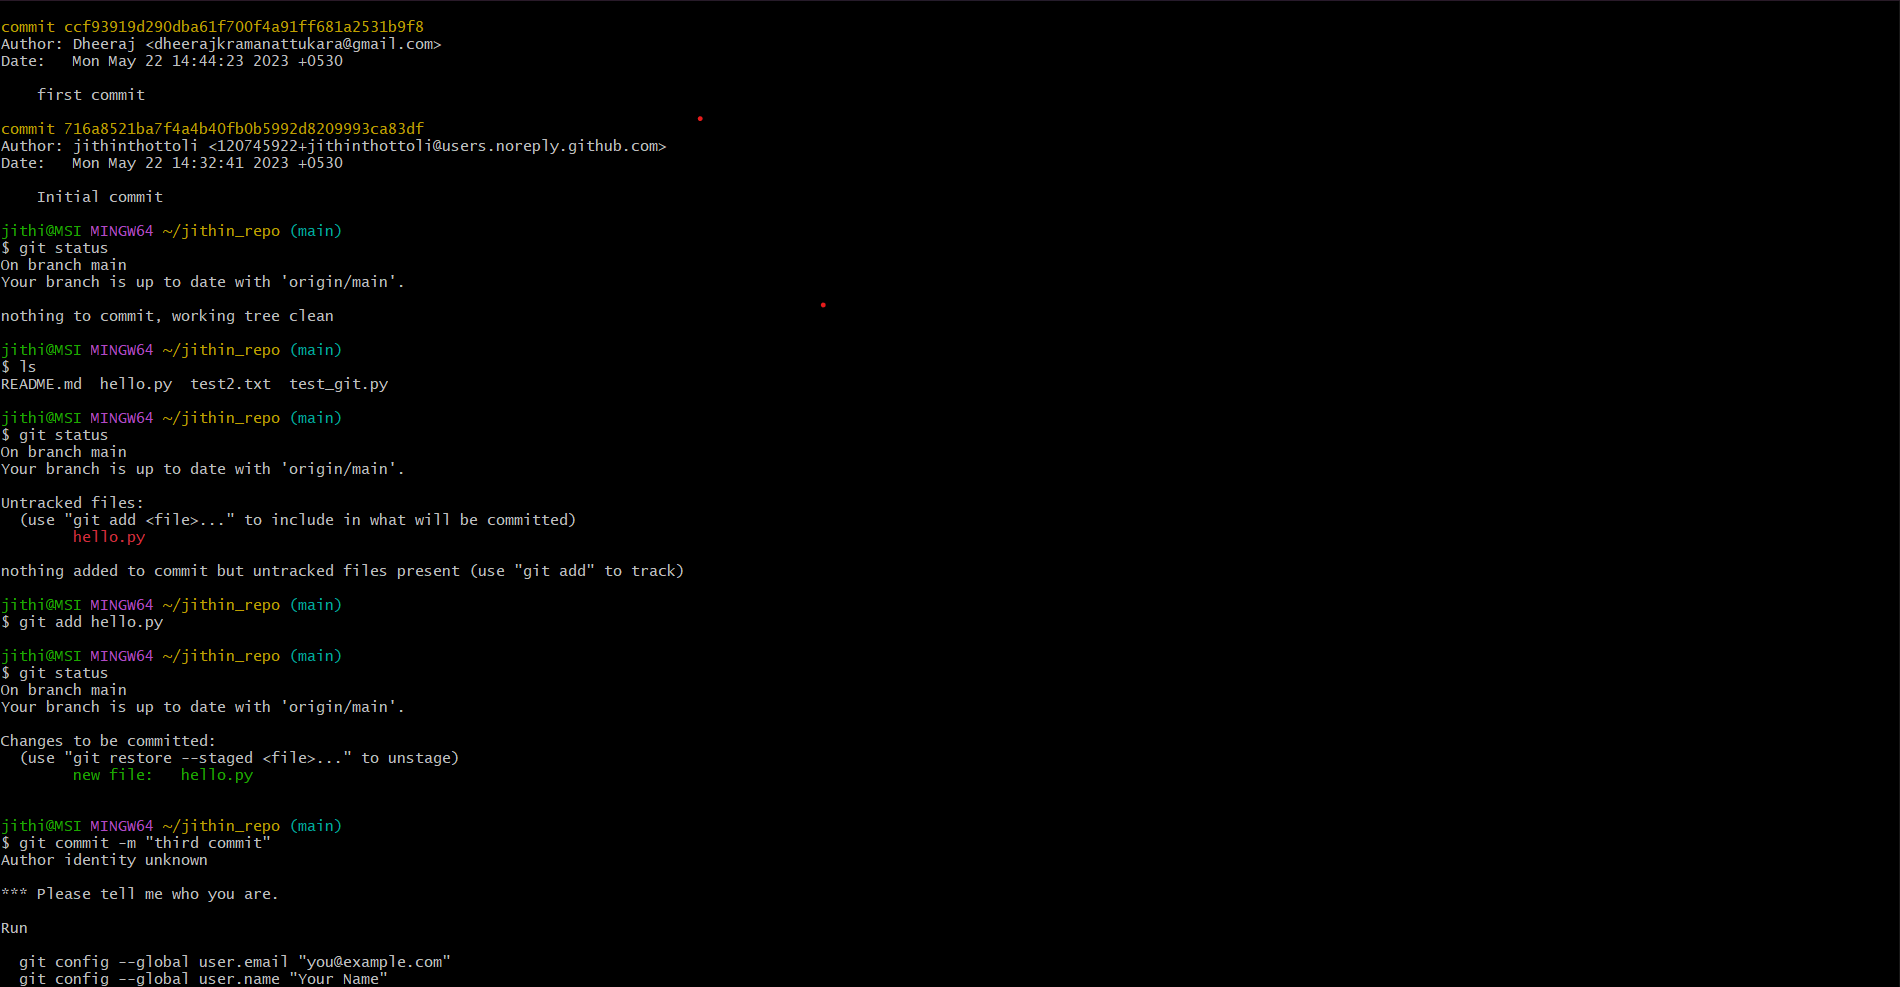 commit ccf93919d290dba61f700f4a91ff681a2531b9f8
Author: Dheeraj <dheerajkramanattukara@gmail.com>
Date:   Mon May 22 14:44:23 2023 +0530
    first commit
commit 716a8521ba7f4a4b40fb0b5992d8209993ca83df
Author: jithinthottoli <120745922+jithinthottoli@users.noreply.github.com>
Date:   Mon May 22 14:32:41 2023 +0530
    Initial commit
jithi@MSI MINGW64 ~/jithin_repo (main)
$ git status
On branch main
Your branch is up to date with 'origin/main'.
nothing to commit, working tree clean
jithi@MSI MINGW64 ~/jithin_repo (main)
$ ls
README.md  hello.py  test2.txt  test_git.py
jithi@MSI MINGW64 ~/jithin_repo (main)
$ git status
On branch main
Your branch is up to date with 'origin/main'.
Untracked files:
  (use "git add <file>..." to include in what will be committed)
        hello.py
nothing added to commit but untracked files present (use "git add" to track)
jithi@MSI MINGW64 ~/jithin_repo (main)
$ git add hello.py
jithi@MSI MINGW64 ~/jithin_repo (main)
$ git status
On branch main
Your branch is up to date with 'origin/main'.
Changes to be committed:
  (use "git restore --staged <file>..." to unstage)
        new file:   hello.py
jithi@MSI MINGW64 ~/jithin_repo (main)
$ git commit -m "third commit"
Author identity unknown
*** Please tell me who you are.
Run
  git config --global user.email "you@example.com"
  git config --global user.name "Your Name"